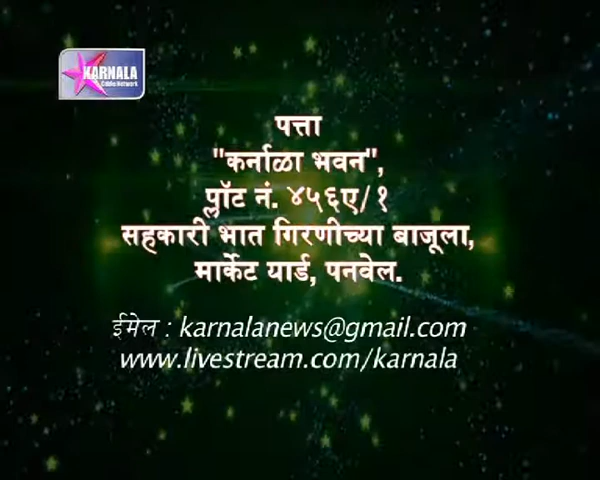 KARNALA
Cable Network
पत्ता
"कर्नाळा भवन",
प्लॉट नं. ४५६ए/१
सहकारी भात गिरणीच्या बाजूला,
मार्केट यार्ड, पनवेल.
ईमेल : karnalanews@gmail.com
www.livestream.com/karnala